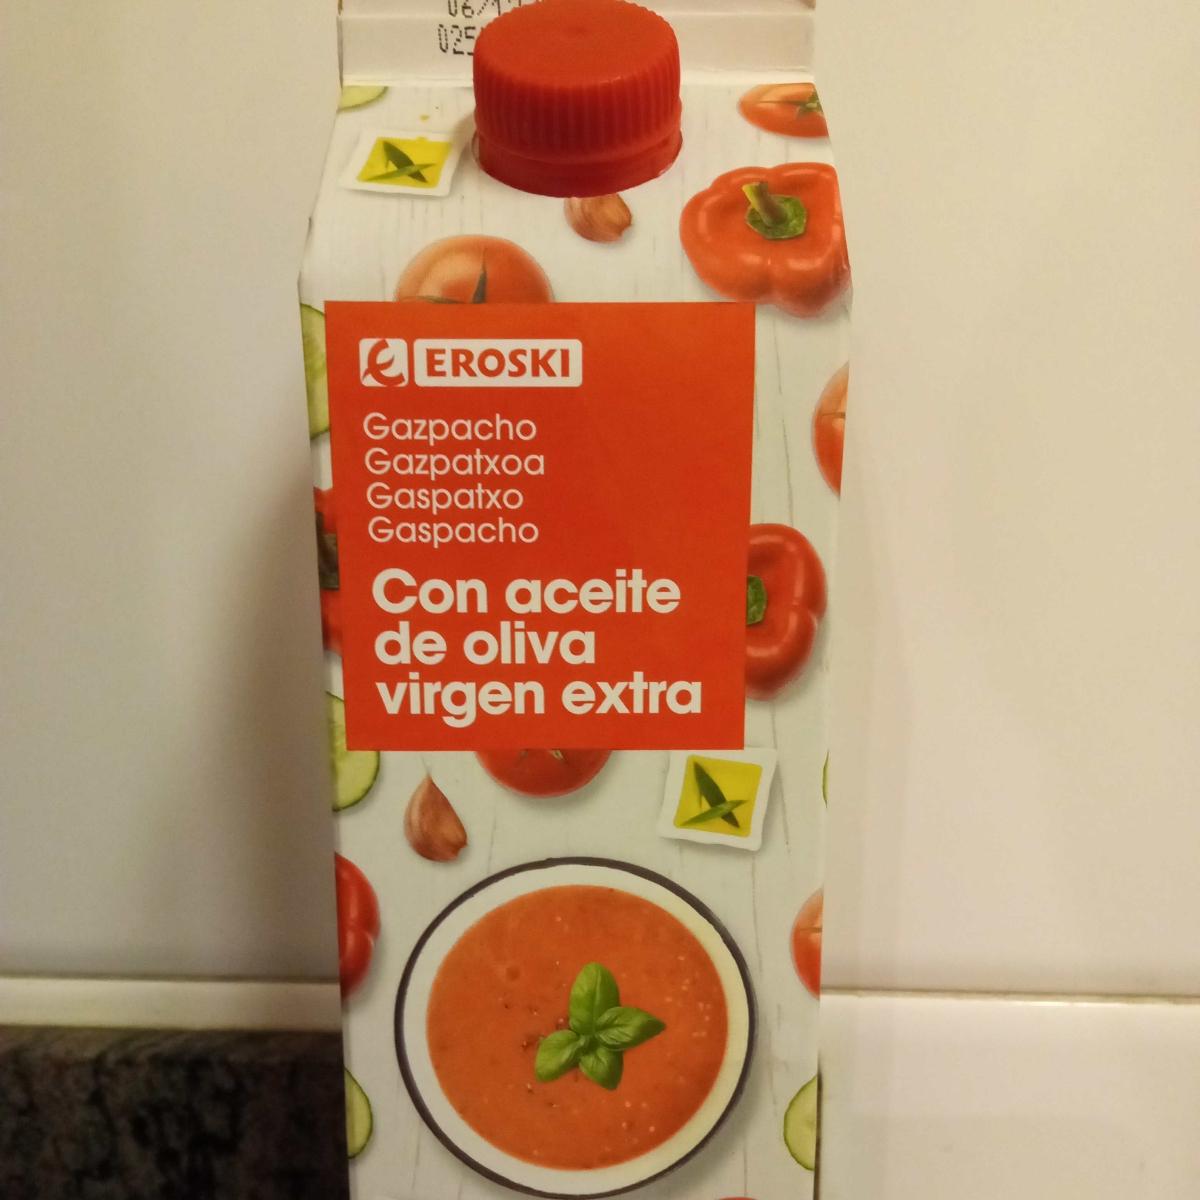 EROSKI
Gazpacho
Gazpatxoa
Gaspatxo
Gaspacho
Con aceite
de oliva
virgen extra